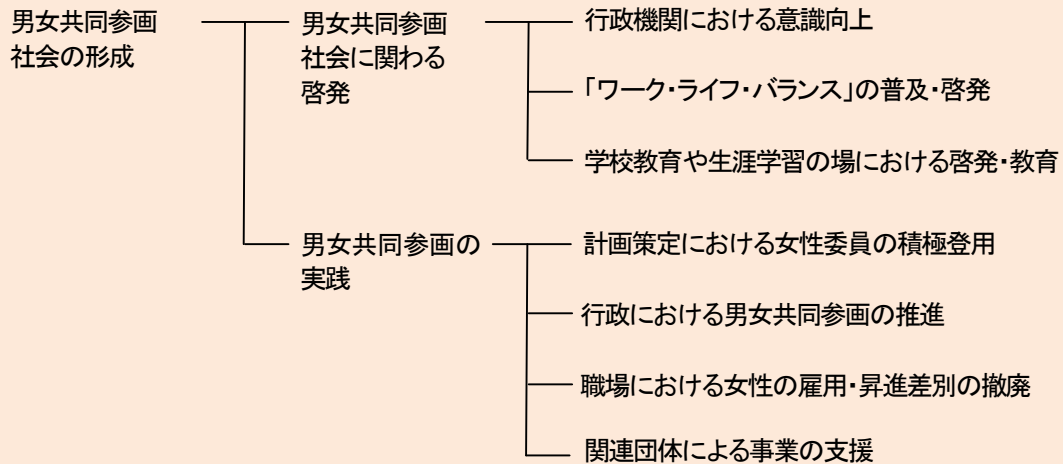 男女共同参画
社会の形成
男女共同参画
社会に関わる
啓発
行政機関における意識向上
「ワーク・ライフ・バランス」の普及・啓発
学校教育や生涯学習の場における啓発・教育
男女共同参画の
実践
計画策定における女性委員の積極登用
行政における男女共同参画の推進
職場における女性の雇用・昇進差別の撤廃
関連団体による事業の支援